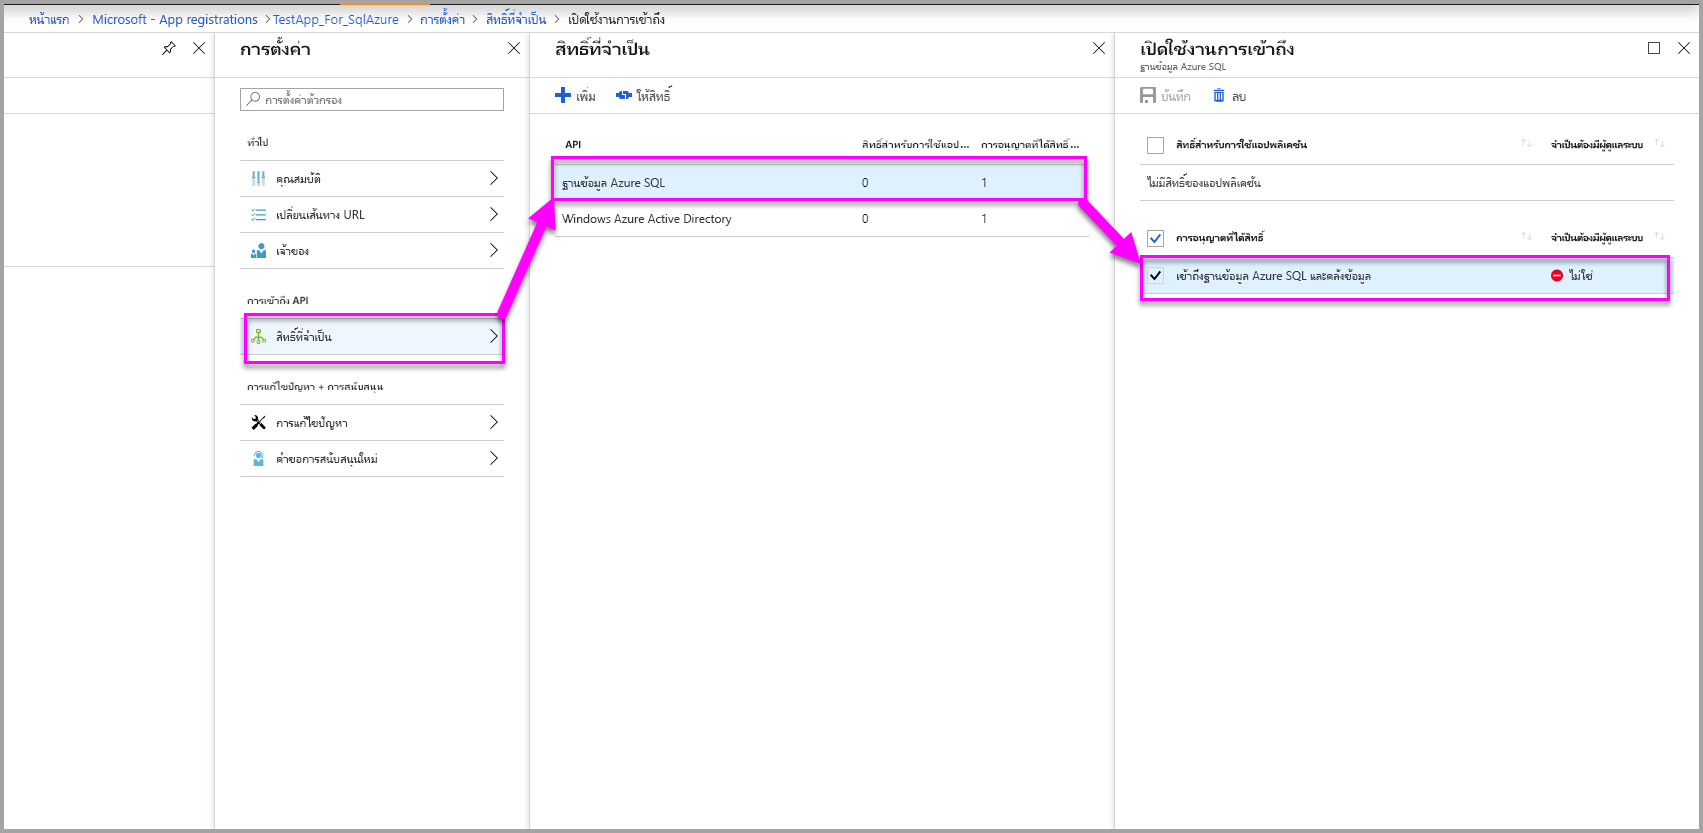 หน้าแรก > Microsoft - App registrations > TestApp_For_SqlAzure > การตั้งค่า > สิทธิ์ที่จำเป็น > เปิดใช้งานการเข้าถึง
การตั้งค่า
การตั้งค่าตัวกรอง
ทั่วไป
คุณสมบัติ
เปลี่ยนเส้นทาง URL
เจ้าของ
การเข้าถึง API
สิทธิ์ที่จำเป็น
การแก้ไขปัญหา + การสนับสนุน
การแก้ไขปัญหา
คำขอการสนับสนุนใหม่
สิทธิ์ที่จำเป็น
เพิ่ม ให้สิทธิ์
API สิทธิ์สำหรับการใช้แอป... การอนุญาตที่ได้สิทธิ์...
ฐานข้อมูล Azure SQL 0 1
Windows Azure Active Directory 0 1
เปิดใช้งานการเข้าถึง
ฐานข้อมูล Azure SQL
บันทึก ลบ
สิทธิ์สำหรับการใช้แอปพลิเคชัน จำเป็นต้องมีผู้ดูแลระบบ
ไม่มีสิทธิ์ของแอปพลิเคชัน
การอนุญาตที่ได้สิทธิ์ จำเป็นต้องมีผู้ดูแลระบบ
เข้าถึงฐานข้อมูล Azure SQL และคลังข้อมูล ไม่ใช่